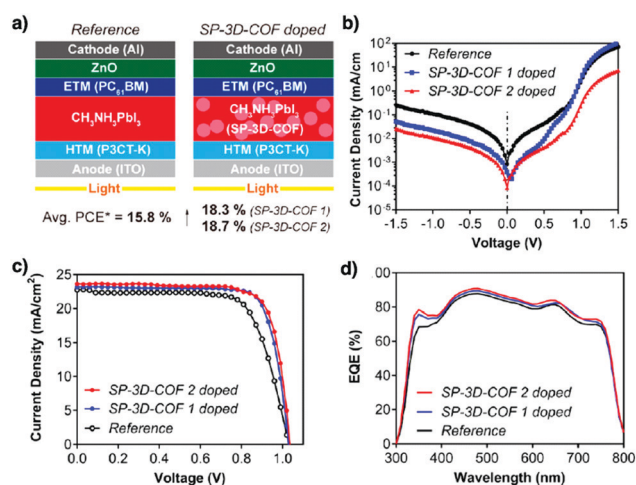 a)
Reference
SP-3D-COF doped
Cathode (Al)
Cathode (Al)
ZnO
ZnO
ETM (PC61BM)
ETM (PC61BM)
CH3NH3PbI3
CH3NH3PbI3
(SP-3D-COF)
HTM (P3CT-K)
HTM (P3CT-K)
Anode (ITO)
Anode (ITO)
Light
Light
Avg. PCE* = 15.8 % ↑ 18.3 % (SP-3D-COF 1)
18.7 % (SP-3D-COF 2)
b)
Current Density (mA/cm
10^2
10^1
10^0
10^-1
10^-2
10^-3
10^-4
10^-5
Reference
SP-3D-COF 1 doped
SP-3D-COF 2 doped
-1.5 -1.0 -0.5 0.0 0.5 1.0 1.5
Voltage (V)
c)
Current Density (mA/cm2)
25
20
15
10
5
0
SP-3D-COF 2 doped
SP-3D-COF 1 doped
Reference
0.0 0.2 0.4 0.6 0.8 1.0
Voltage (V)
d)
EQE (%)
00
80
60
40
20
0
SP-3D-COF 2 doped
SP-3D-COF 1 doped
Reference
300 400 500 600 700 800
Wavelength (nm)